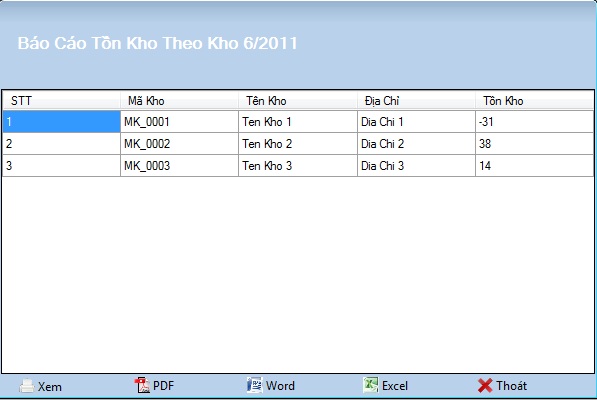 Báo Cáo Tồn Kho Theo Kho 6/2011
STT Mã Kho Tên Kho Địa Chỉ Tồn Kho
1 MK_0001 Ten Kho 1 Dia Chi 1 -31
2 MK_0002 Ten Kho 2 Dia Chi 2 38
3 MK_0003 Ten Kho 3 Dia Chi 3 14
Xem PDF Word Excel Thoát